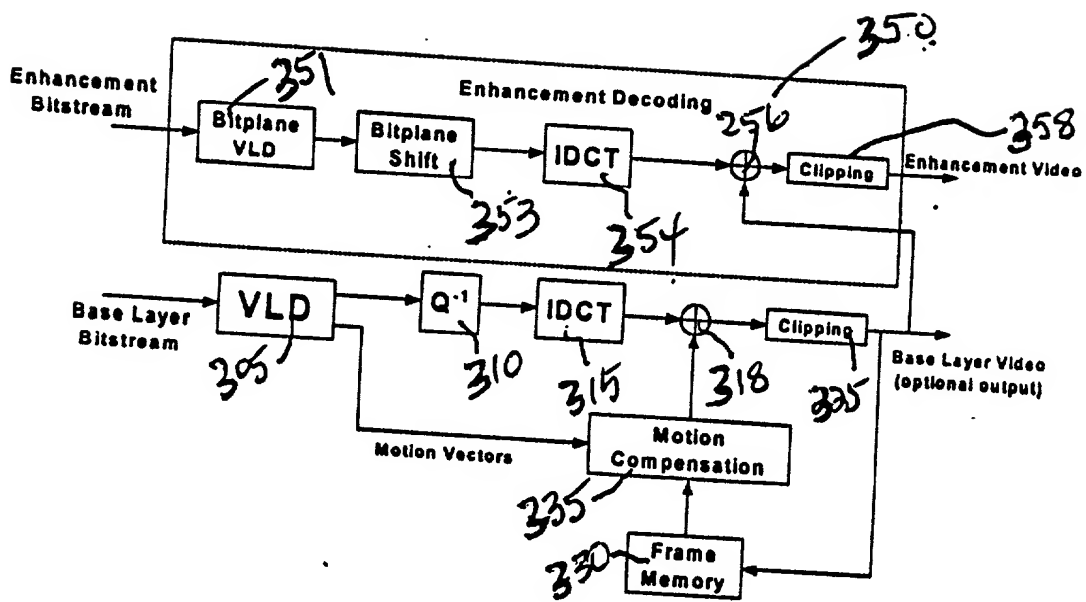 350
351
Enhancement
Bitstream
Enhancement Decoding
256
358
Bitplane
VLD
Bitplane
Shift
IDCT
Clipping
Enhancement Video
353
354
VLD
Q-1
IDCT
Clipping
Base Layer
Bitstream
305
310
315
318
325
Base Layer Video
(optional output)
Motion Vectors
Motion
Compensation
335
330
Frame
Memory